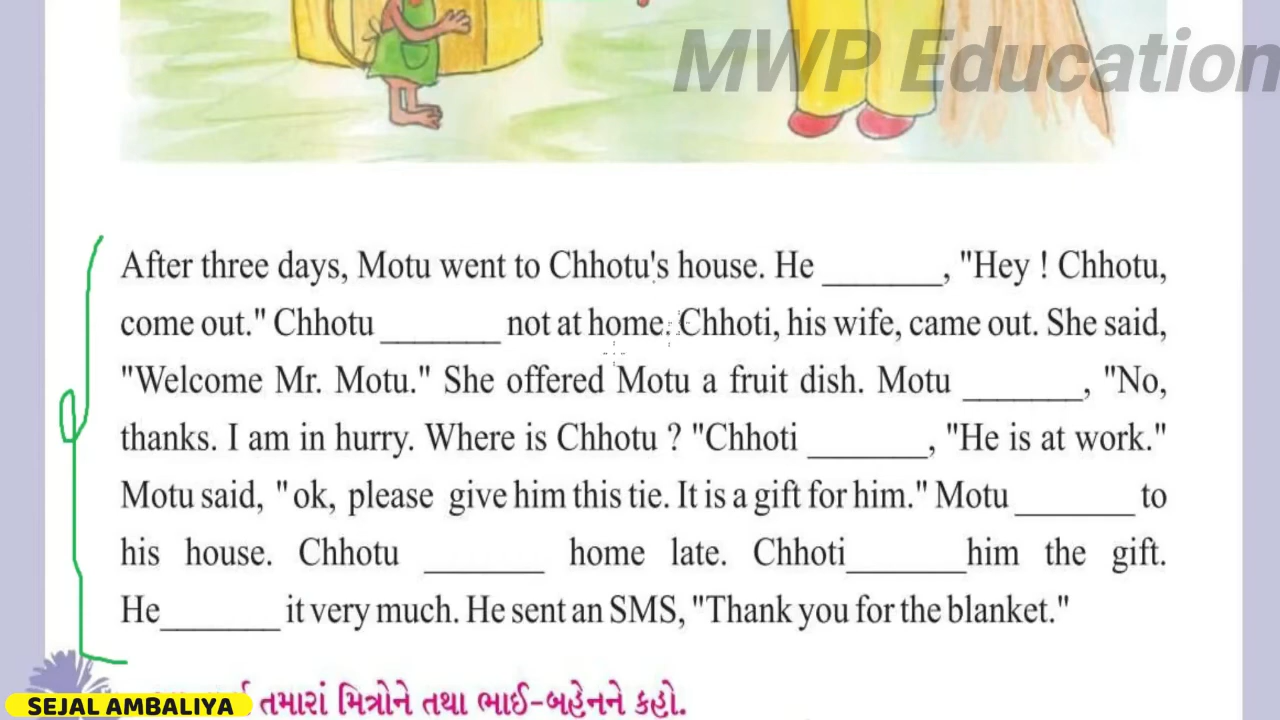 MWP Education
After three days, Motu went to Chhotu's house. He _______, "Hey ! Chhotu,
come out." Chhotu _______ not at home. Chhoti, his wife, came out. She said,
"Welcome Mr. Motu." She offered Motu a fruit dish. Motu _______, "No,
thanks. I am in hurry. Where is Chhotu ? "Chhoti _______, "He is at work."
Motu said, "ok, please give him this tie. It is a gift for him." Motu _______ to
his house. Chhotu _______ home late. Chhoti_______him the gift.
He_______ it very much. He sent an SMS, "Thank you for the blanket."
તમારાં મિત્રોને તથા ભાઈ-બહેનને કહો.
SEJAL AMBALIYA